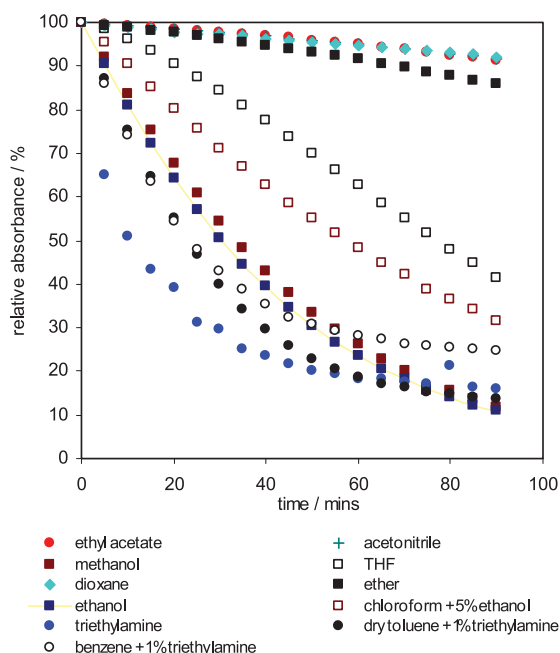 relative absorbance / %
100
90
80
70
60
50
40
30
20
10
0
0 20 40 60 80 100
time / mins
ethyl acetate
acetonitrile
methanol
THF
dioxane
ether
ethanol
chloroform +5%ethanol
triethylamine
dry toluene +1%triethylamine
benzene +1%triethylamine